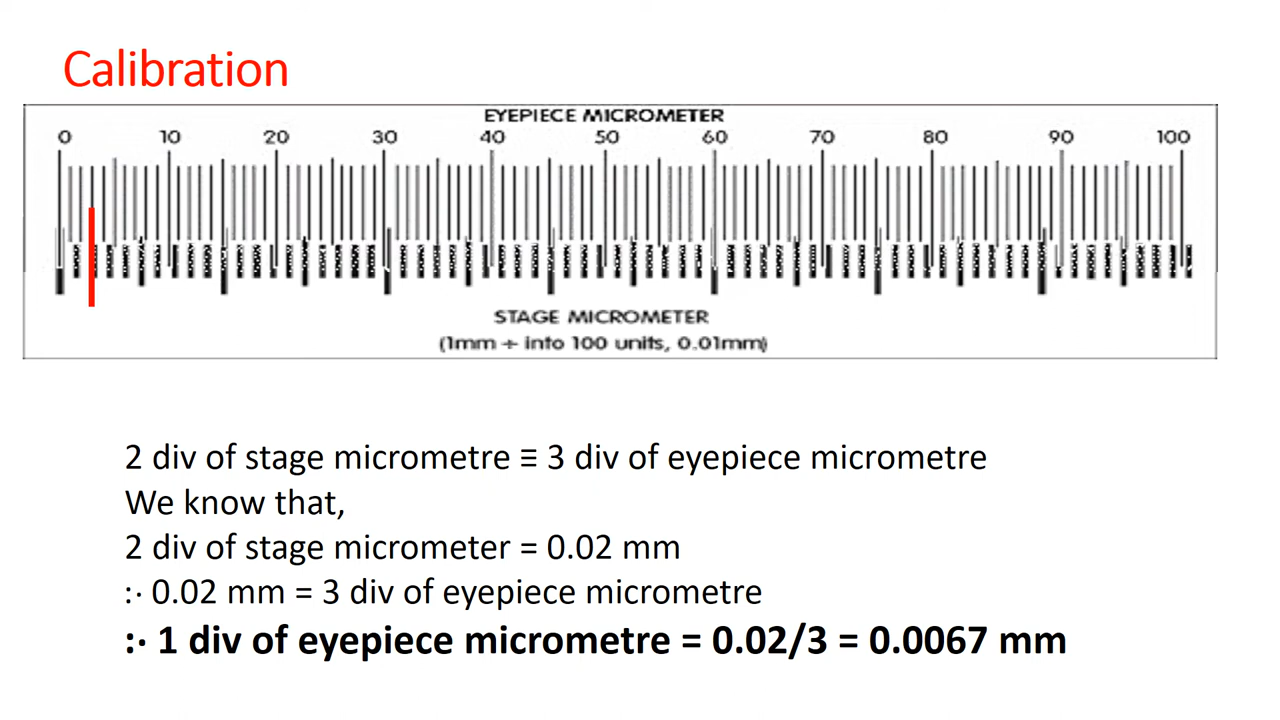 Calibration
EYEPIECE MICROMETER
0 10 20 30 40 50 60 70 80 90 100
STAGE MICROMETER
(1mm ÷ into 100 units, 0.01mm)
2 div of stage micrometre ≡ 3 div of eyepiece micrometre
We know that,
2 div of stage micrometer = 0.02 mm
:· 0.02 mm = 3 div of eyepiece micrometre
:· 1 div of eyepiece micrometre = 0.02/3 = 0.0067 mm